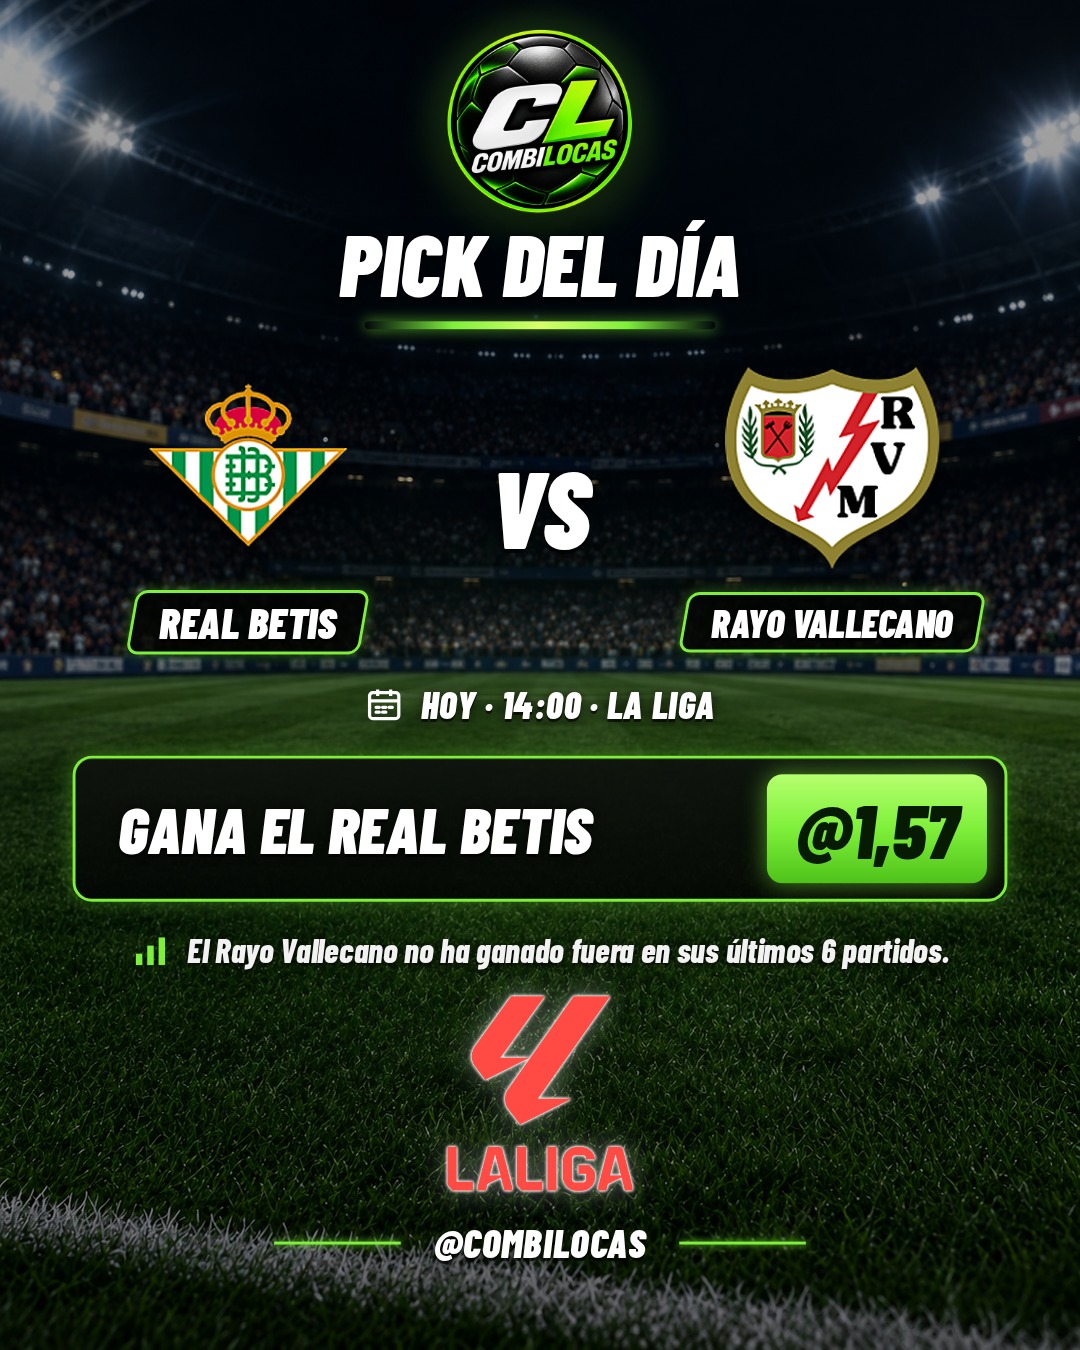 CL
COMBILOCAS
PICK DEL DÍA
R
V
M
VS
REAL BETIS
RAYO VALLECANO
HOY · 14:00 · LA LIGA
GANA EL REAL BETIS
@1,57
El Rayo Vallecano no ha ganado fuera en sus últimos 6 partidos.
LALIGA
@COMBILOCAS